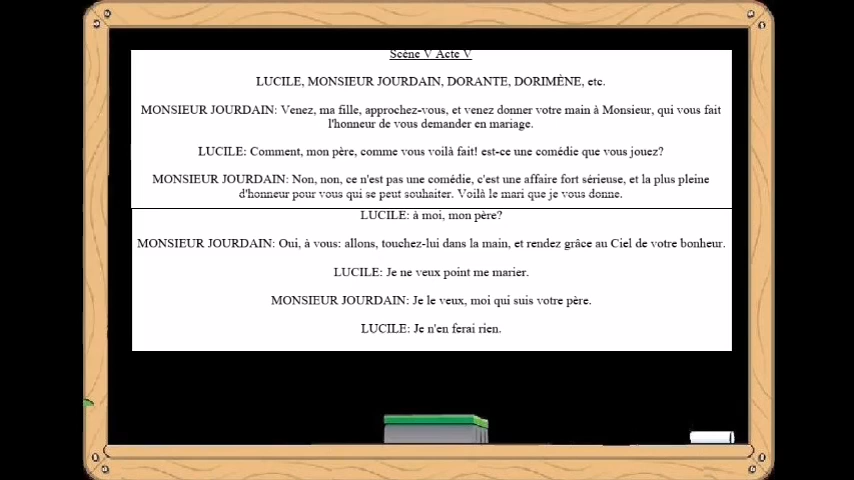 Scène V Acte V
LUCILE, MONSIEUR JOURDAIN, DORANTE, DORIMÈNE, etc.
MONSIEUR JOURDAIN: Venez, ma fille, approchez-vous, et venez donner votre main à Monsieur, qui vous fait
l'honneur de vous demander en mariage.
LUCILE: Comment, mon père, comme vous voilà fait! est-ce une comédie que vous jouez?
MONSIEUR JOURDAIN: Non, non, ce n'est pas une comédie, c'est une affaire fort sérieuse, et la plus pleine
d'honneur pour vous qui se peut souhaiter. Voilà le mari que je vous donne.
LUCILE: à moi, mon père?
MONSIEUR JOURDAIN: Oui, à vous: allons, touchez-lui dans la main, et rendez grâce au Ciel de votre bonheur.
LUCILE: Je ne veux point me marier.
MONSIEUR JOURDAIN: Je le veux, moi qui suis votre père.
LUCILE: Je n'en ferai rien.